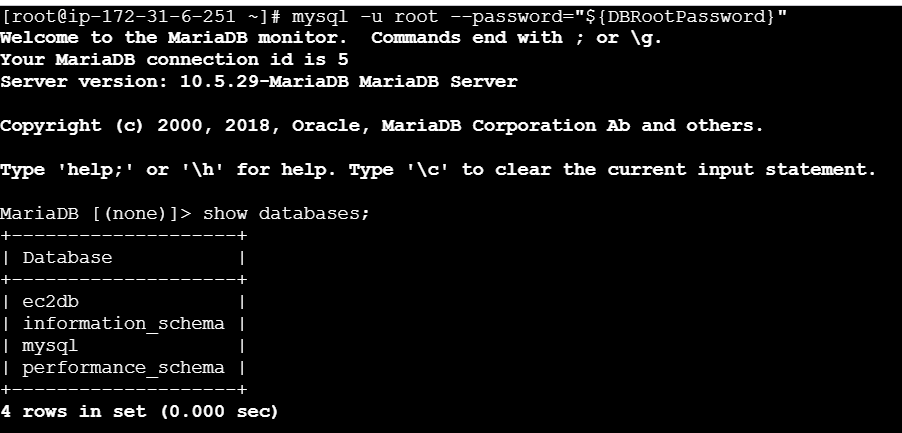 [root@ip-172-31-6-251 ~]# mysql -u root --password="${DBRootPassword}"
Welcome to the MariaDB monitor.  Commands end with ; or \g.
Your MariaDB connection id is 5
Server version: 10.5.29-MariaDB MariaDB Server

Copyright (c) 2000, 2018, Oracle, MariaDB Corporation Ab and others.

Type 'help;' or '\h' for help. Type '\c' to clear the current input statement.

MariaDB [(none)]> show databases;
+--------------------+
| Database           |
+--------------------+
| ec2db              |
| information_schema |
| mysql              |
| performance_schema |
+--------------------+
4 rows in set (0.000 sec)